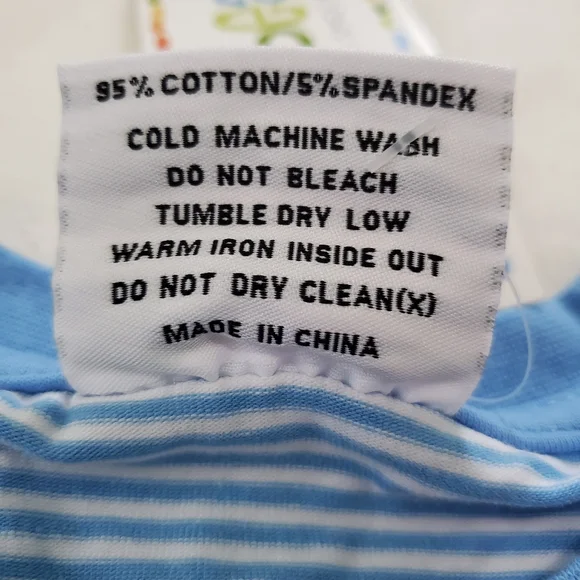 95% COTTON/5%SPANDEX
COLD MACHINE WASH
DO NOT BLEACH
TUMBLE DRY LOW
WARM IRON INSIDE OUT
DO NOT DRY CLEAN(X)
MADE IN CHINA